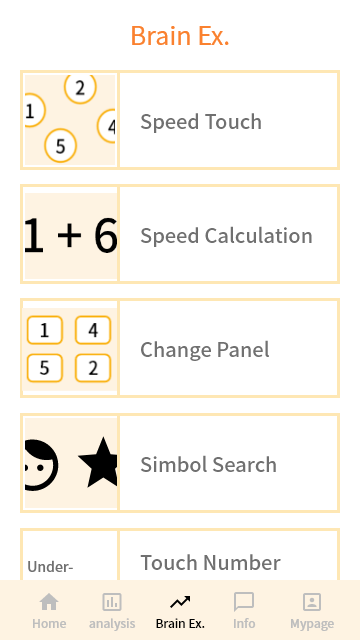 Brain Ex.
2
1
4
5
Speed Touch
1 + 6
Speed Calculation
1 4
5 2
Change Panel
Simbol Search
Under-
Touch Number
Home analysis Brain Ex. Info Mypage